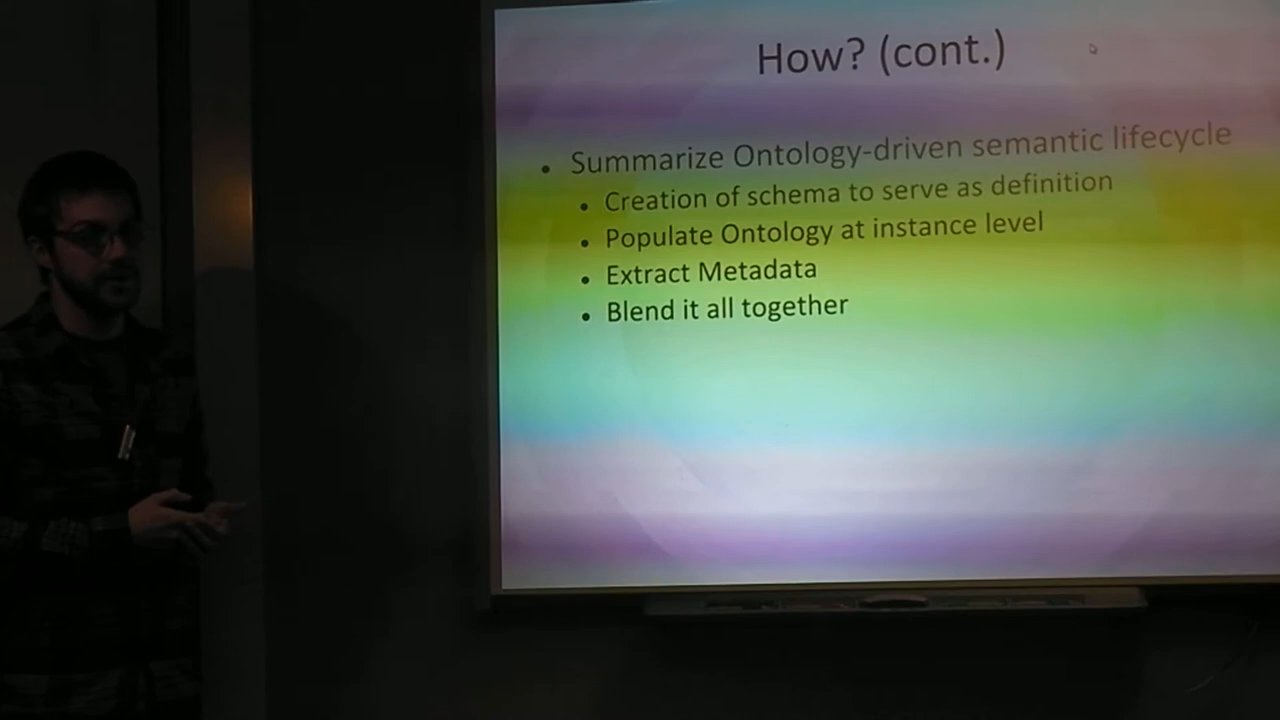 How? (cont.)
• Summarize Ontology-driven semantic lifecycle
• Creation of schema to serve as definition
• Populate Ontology at instance level
• Extract Metadata
• Blend it all together